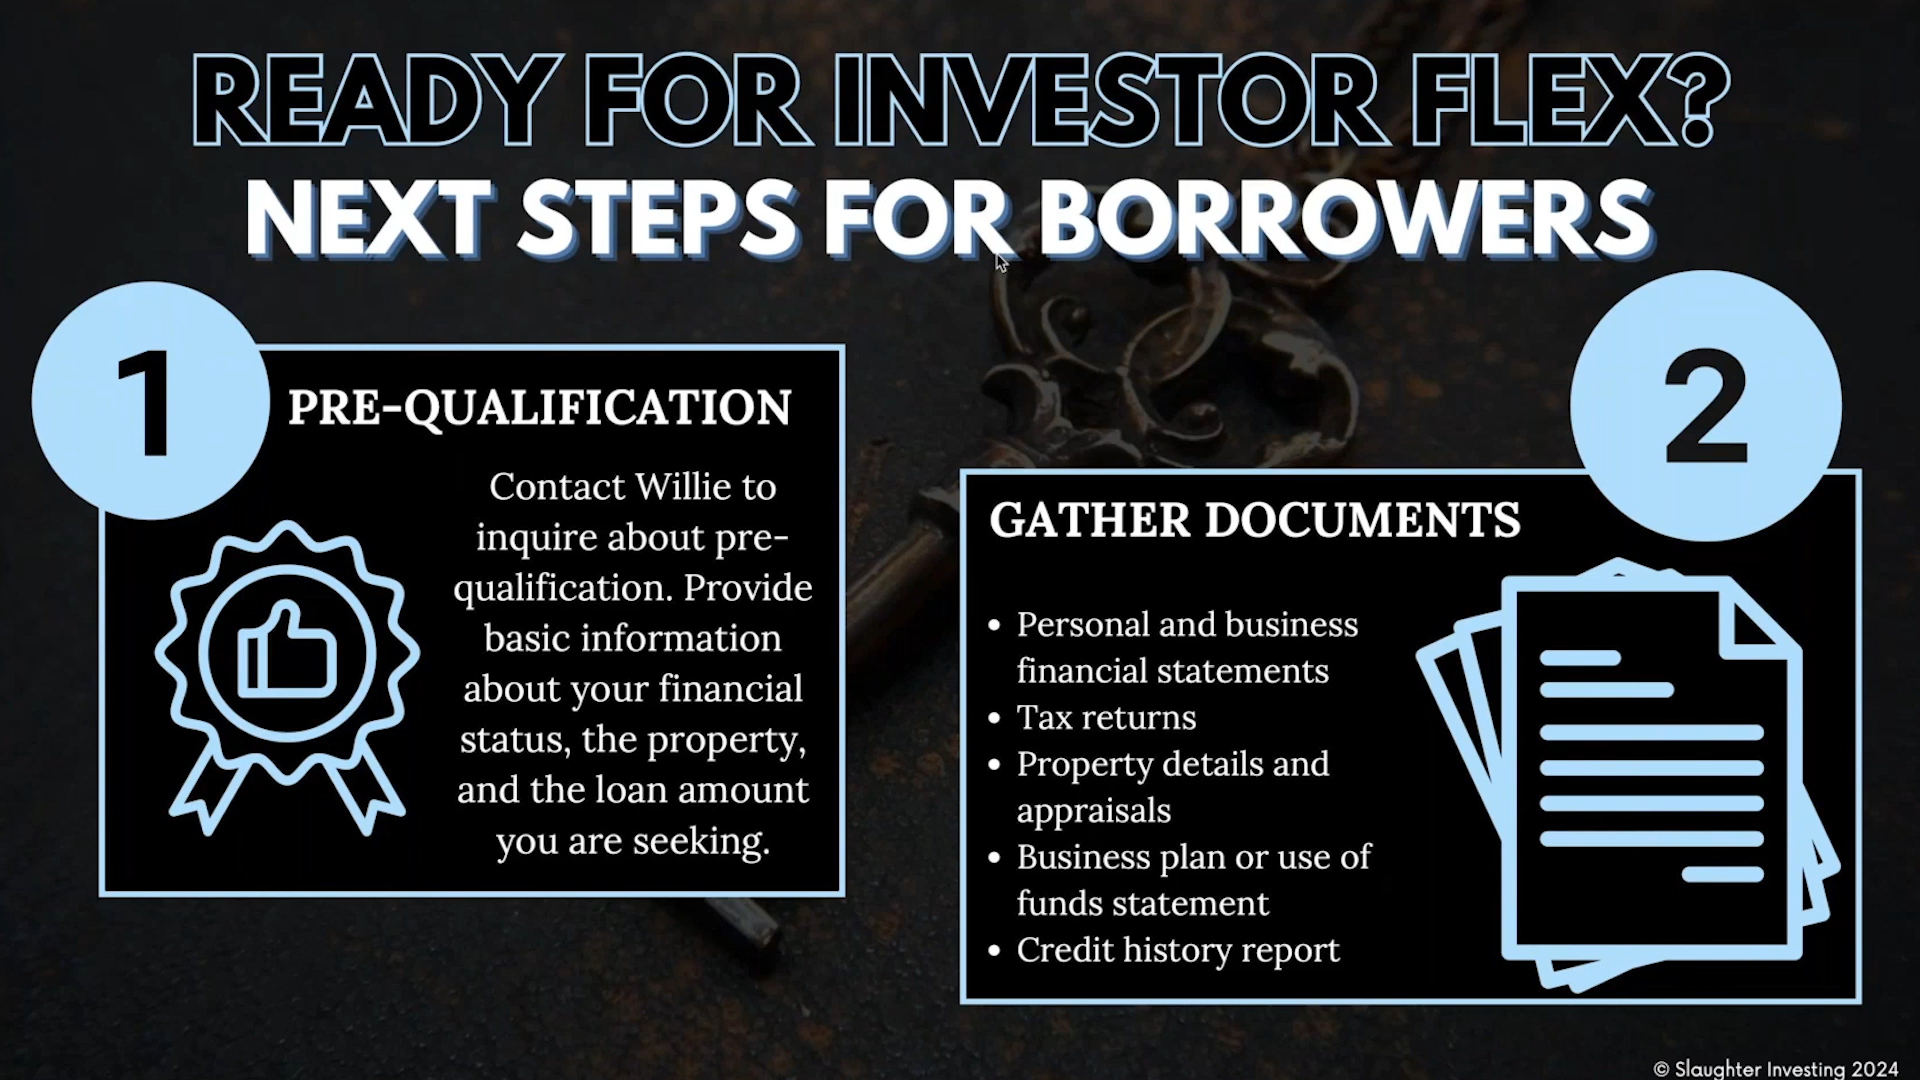 READY FOR INVESTOR FLEX?
NEXT STEPS FOR BORROWERS
1
PRE-QUALIFICATION
Contact Willie to
inquire about pre-
qualification. Provide
basic information
about your financial
status, the property,
and the loan amount
you are seeking.
2
GATHER DOCUMENTS
• Personal and business
financial statements
• Tax returns
• Property details and
appraisals
• Business plan or use of
funds statement
• Credit history report
© Slaughter Investing 2024